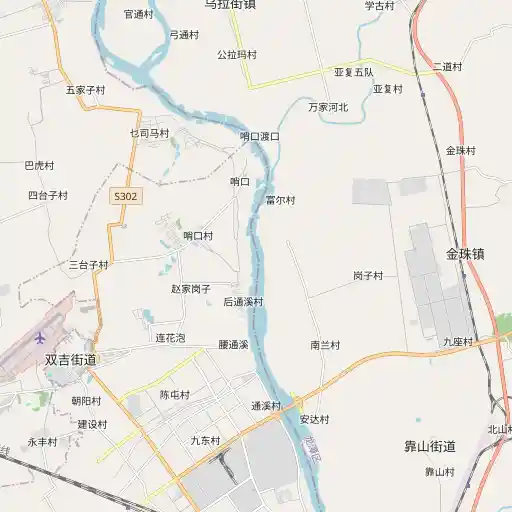 乌拉街镇
学古村
官通村
弓通村
公拉玛村
二道村
亚复五队
五家子村
亚复村
万家河北
乜司马村
哨口渡口
金珠村
巴虎村
哨口
四台子村
S302
富尔村
哨口村
金珠镇
三台子村
岗子村
赵家岗子
后通溪村
连花泡
腰通溪
南兰村
九座村
双吉街道
陈屯村
朝阳村
通溪村
安达村
建设村
北山村
九东村
龙潭区
永丰村
靠山街道
线
靠山村